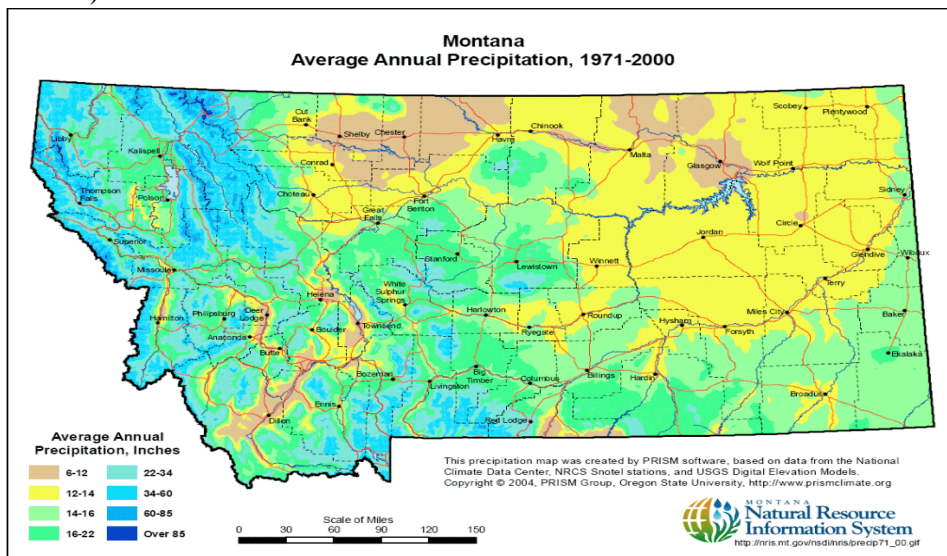 Montana
Average Annual Precipitation, 1971-2000
Scobey
Plentywood
Cut
Bank
Shelby
Chester
Chinook
Havre
Libby
Kalispell
Conrad
Malta
Glasgow
Wolf Point
Choteau
Fort
Benton
Sidney
Thompson
Falls
Polson
Great
Falls
Circle
Jordan
Superior
Stanford
Lewistown
Winnett
Glendive
Wibaux
Missoula
Terry
White
Sulphur
Springs
Helena
Deer
Lodge
Philipsburg
Hamilton
Boulder
Townsend
Harlowton
Roundup
Ryegate
Hysham
Forsyth
Miles City
Baker
Anaconda
Butte
Ekalaka
Bozeman
Big
Timber
Livingston
Columbus
Billings
Hardin
Broadus
Ennis
Dillon
Red Lodge
Average Annual
Precipitation, Inches
6-12 22-34
12-14 34-60
14-16 60-85
16-22 Over 85
Scale of Miles
0 30 60 90 120 150
This precipitation map was created by PRISM software, based on data from the National
Climate Data Center, NRCS Snotel stations, and USGS Digital Elevation Models.
Copyright © 2004, PRISM Group, Oregon State University, http://www.prismclimate.org
MONTANA
Natural Resource
Information System
http://nris.mt.gov/nsdi/nris/precip71_00.gif